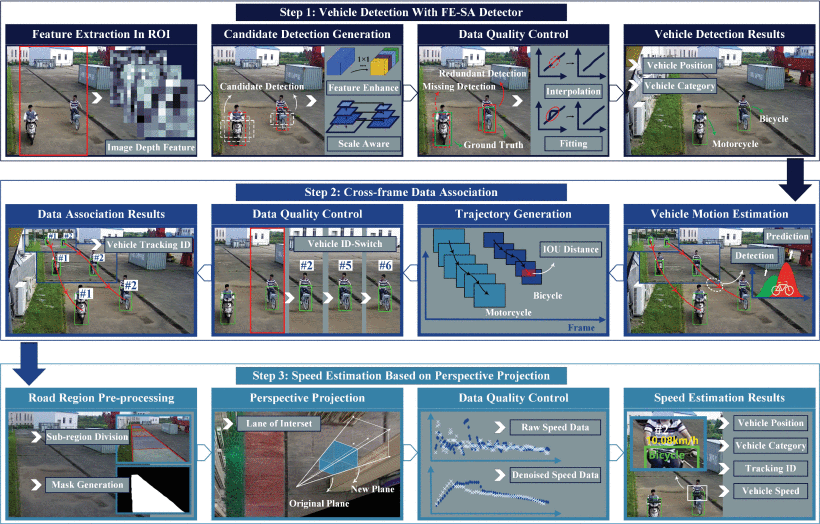 Step 1: Vehicle Detection With FE-SA Detector
Feature Extraction In ROI
Image Depth Feature
Candidate Detection Generation
Candidate Detection
1×1
Feature Enhance
Scale Aware
Data Quality Control
Redundant Detection
Missing Detection
Ground Truth
Interpolation
Fitting
Vehicle Detection Results
Vehicle Position
Vehicle Category
Bicycle
Motorcycle
Step 2: Cross-frame Data Association
Data Association Results
#1
#2
Vehicle Tracking ID
#1
#2
#1
#2
Data Quality Control
Vehicle ID-Switch
#2
#5
#6
Trajectory Generation
IOU Distance
Bicycle
Motorcycle
Frame
Vehicle Motion Estimation
Prediction
Detection
Step 3: Speed Estimation Based on Perspective Projection
Road Region Pre-processing
Sub-region Division
Mask Generation
Perspective Projection
Lane of Interset
New Plane
Original Plane
Data Quality Control
Raw Speed Data
Denoised Speed Data
Speed Estimation Results
#2
10.08km/h
Bicycle
Vehicle Position
Vehicle Category
Tracking ID
Vehicle Speed